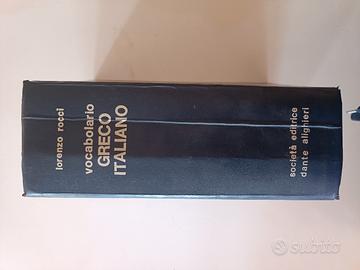 lorenzo rocci
vocabolario
GRECO
ITALIANO
società editrice
dante alighieri
subito